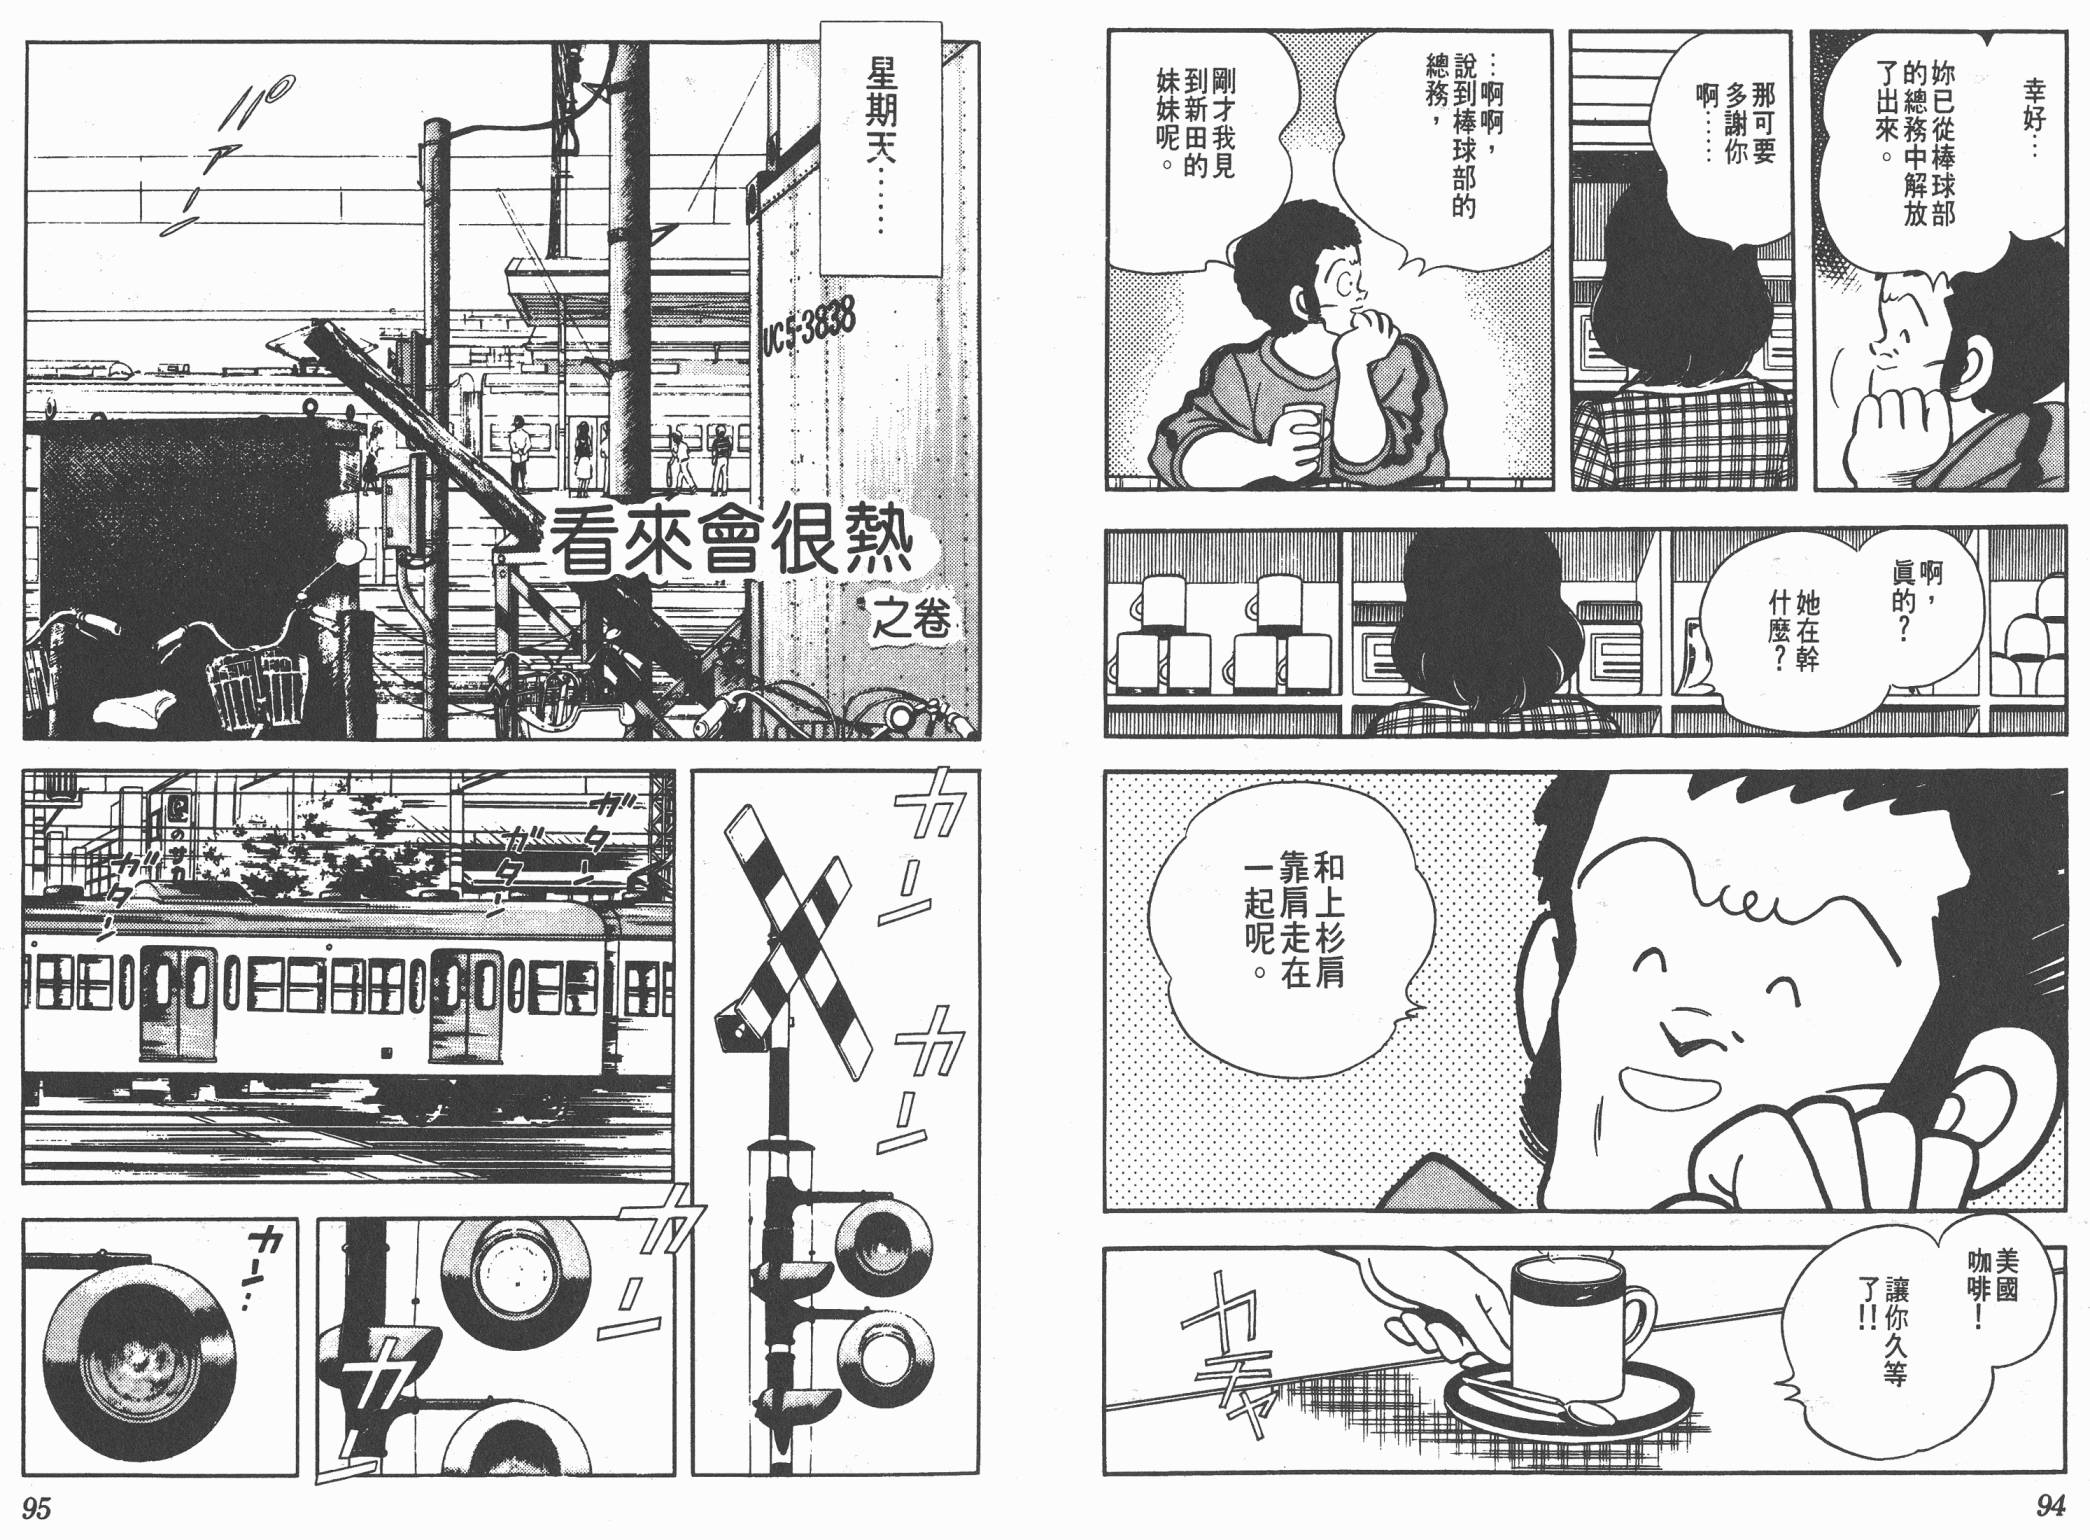 幸好…
妳已從棒球部
的總務中解放
了出來。
那可要
多謝你
啊……
…啊啊，
說到棒球部的
總務，
剛才我見
到新田的
妹妹呢。
啊，
眞的？
她在幹
什麼？
和上杉肩
靠肩走在
一起呢。
美國
咖啡！
讓你久等
了!!
カチャ
94
星期天……
パァーン
UC5-3838
看來會很熱
之卷
カーン
カーン
ガターン
ガターン
ガターン
のサカ
カーン
カーン
カーン…
95